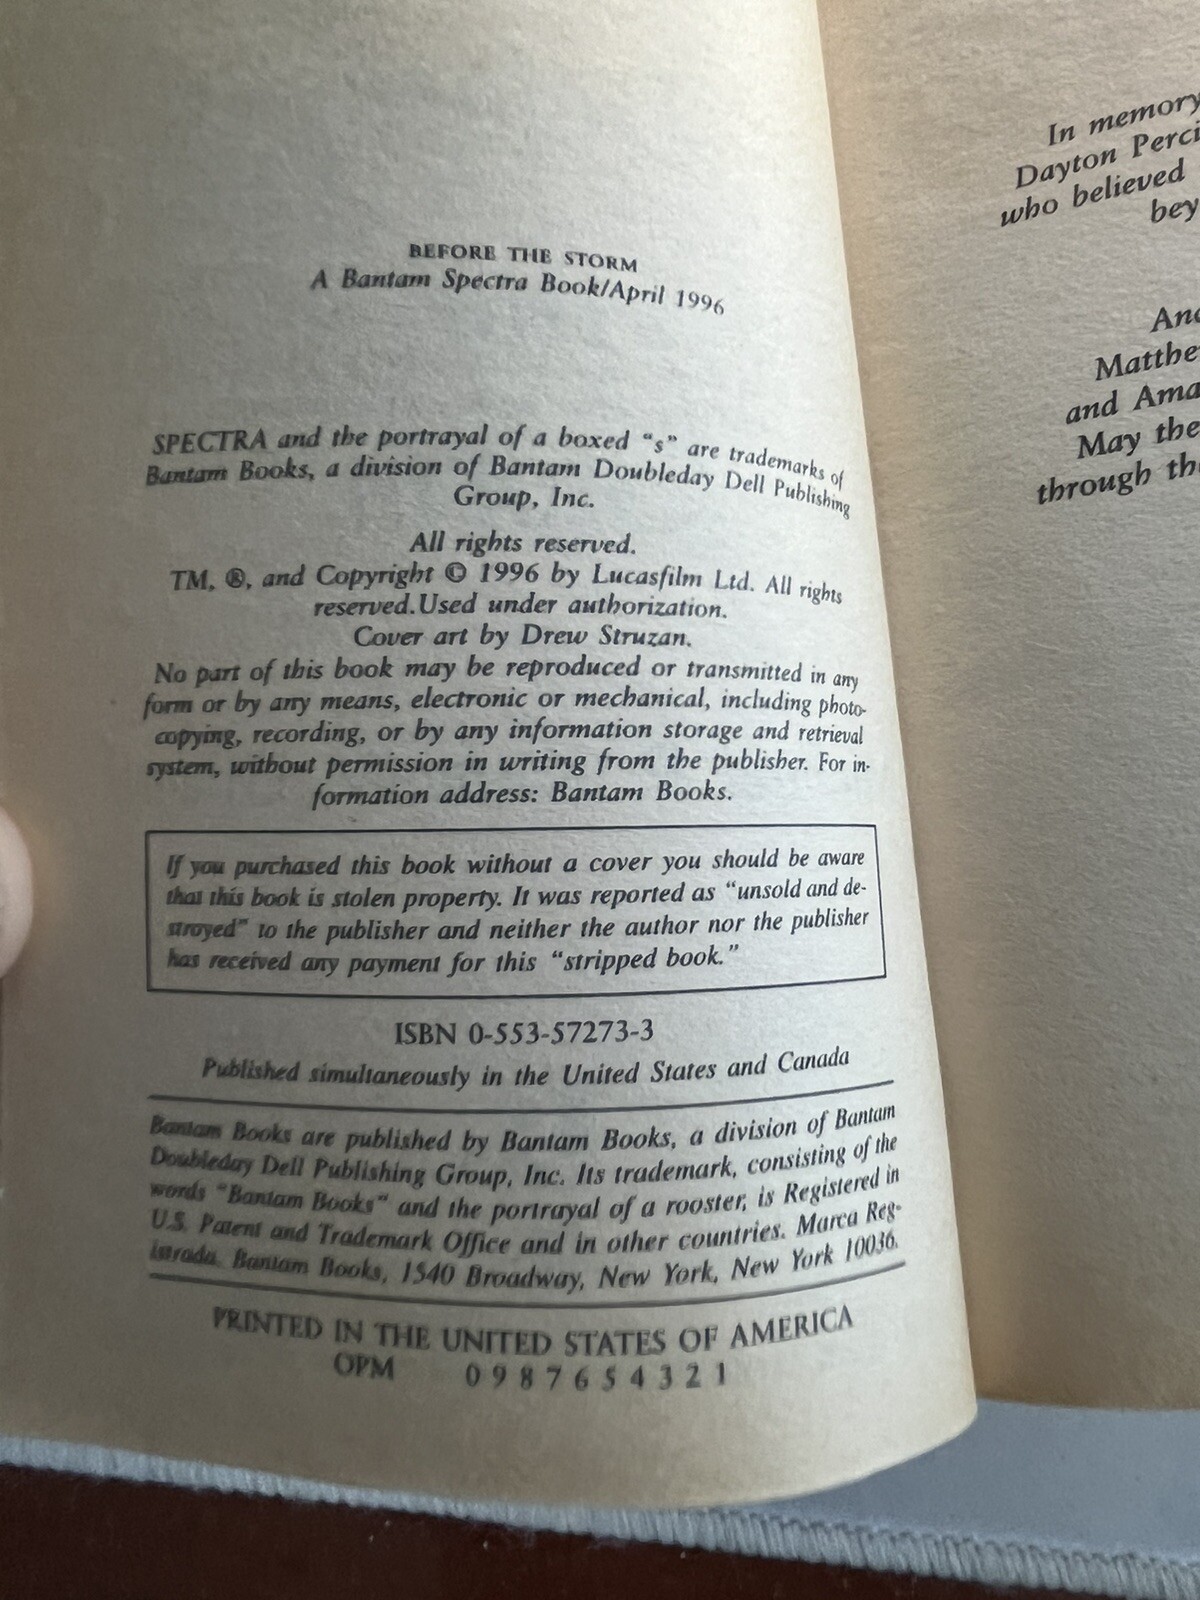 BEFORE THE STORM
A Bantam Spectra Book/April 1996
SPECTRA and the portrayal of a boxed "s" are trademarks of
Bantam Books, a division of Bantam Doubleday Dell Publishing
Group, Inc.
All rights reserved.
TM, ®, and Copyright © 1996 by Lucasfilm Ltd. All rights
reserved.Used under authorization.
Cover art by Drew Struzan.
No part of this book may be reproduced or transmitted in any
form or by any means, electronic or mechanical, including photo-
copying, recording, or by any information storage and retrieval
system, without permission in writing from the publisher. For in-
formation address: Bantam Books.
If you purchased this book without a cover you should be aware
that this book is stolen property. It was reported as "unsold and de-
stroyed" to the publisher and neither the author nor the publisher
has received any payment for this "stripped book."
ISBN 0-553-57273-3
Published simultaneously in the United States and Canada
Bantam Books are published by Bantam Books, a division of Bantam
Doubleday Dell Publishing Group, Inc. Its trademark, consisting of the
words "Bantam Books" and the portrayal of a rooster, is Registered in
U.S. Patent and Trademark Office and in other countries. Marca Reg-
istrada. Bantam Books, 1540 Broadway, New York, New York 10036.
PRINTED IN THE UNITED STATES OF AMERICA
OPM 0 9 8 7 6 5 4 3 2 1
In memory
Dayton
who believed
May the
through